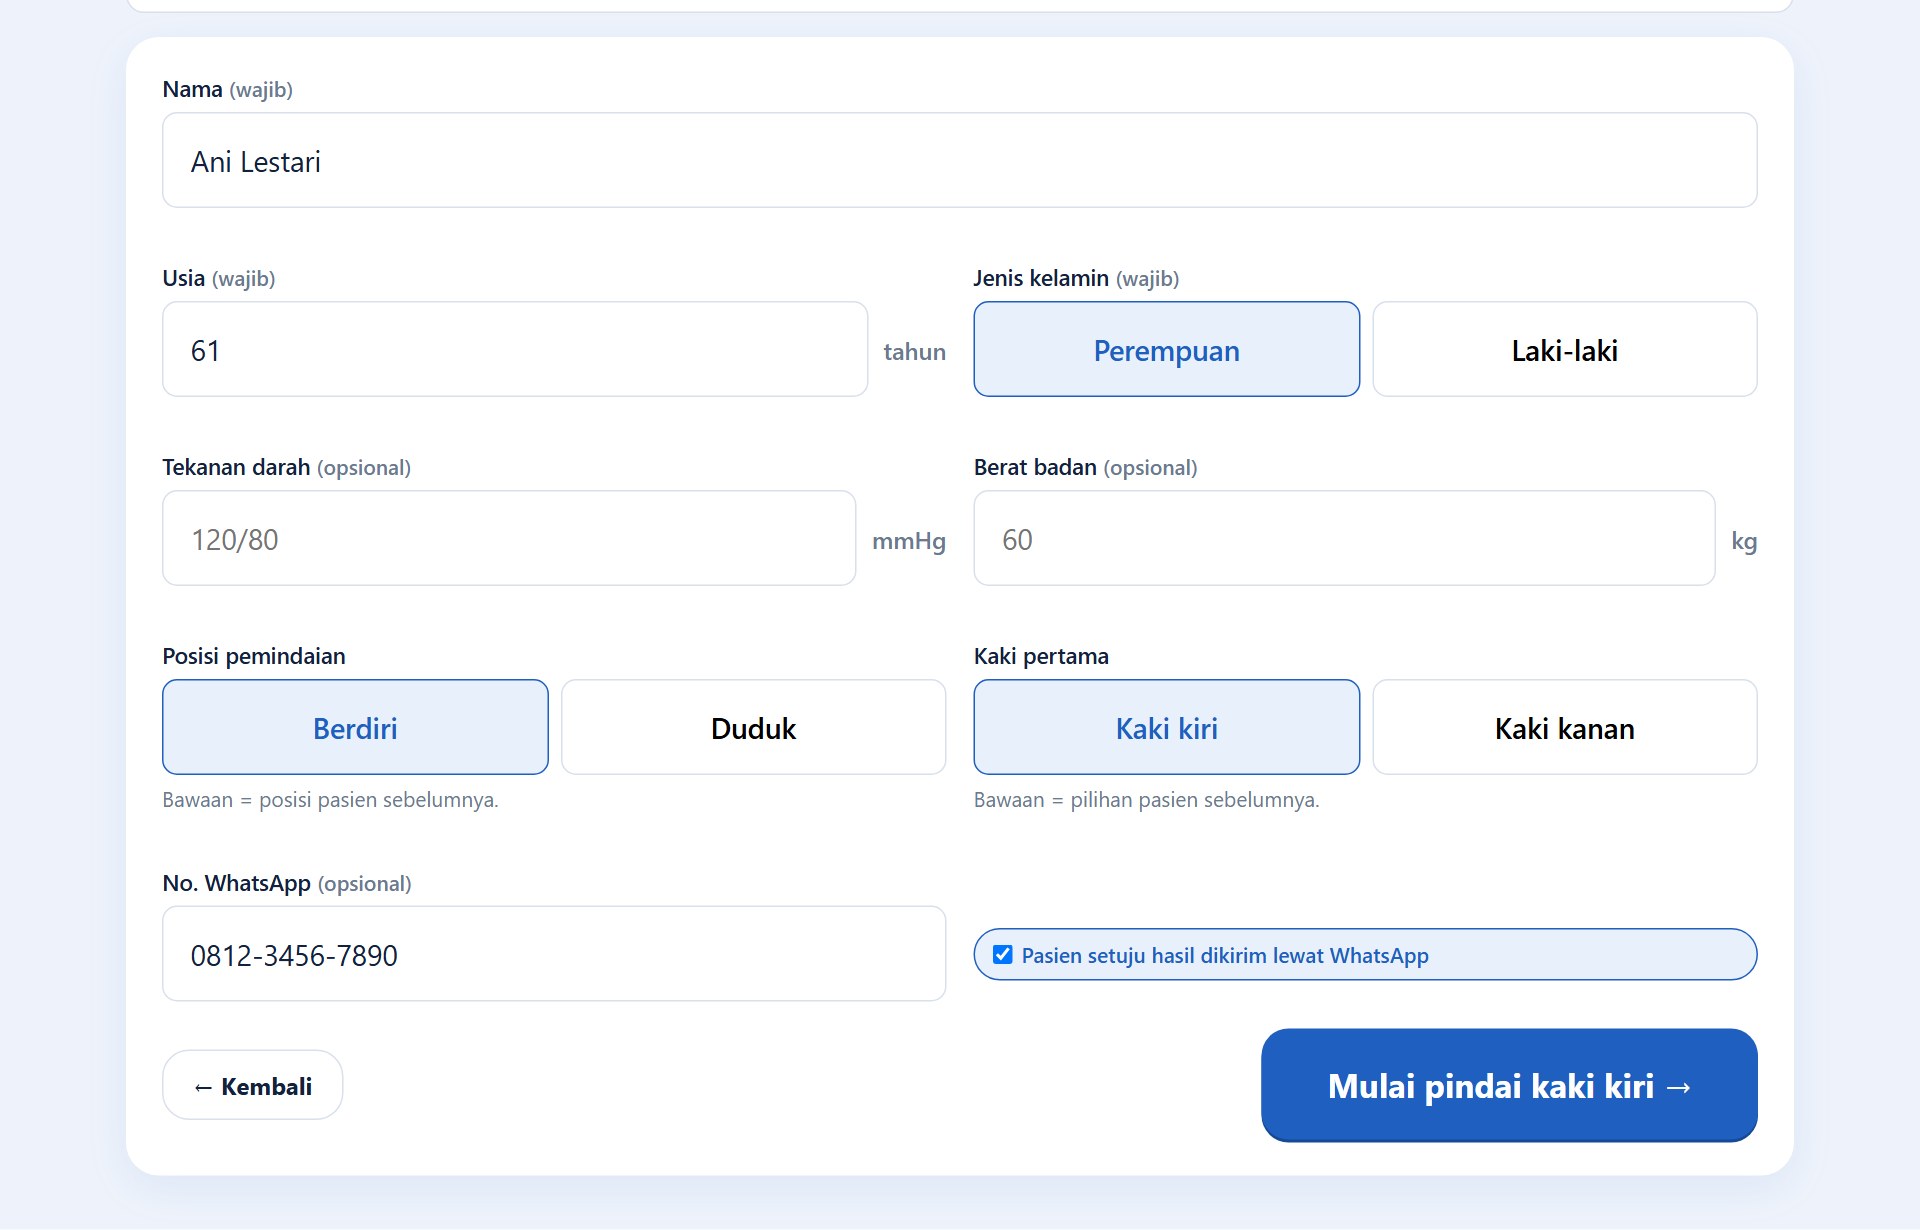 Nama (wajib)
Ani Lestari
Usia (wajib)
61
tahun
Jenis kelamin (wajib)
Perempuan
Laki-laki
Tekanan darah (opsional)
120/80
mmHg
Berat badan (opsional)
60
kg
Posisi pemindaian
Berdiri
Duduk
Bawaan = posisi pasien sebelumnya.
Kaki pertama
Kaki kiri
Kaki kanan
Bawaan = pilihan pasien sebelumnya.
No. WhatsApp (opsional)
0812-3456-7890
Pasien setuju hasil dikirim lewat WhatsApp
← Kembali
Mulai pindai kaki kiri →